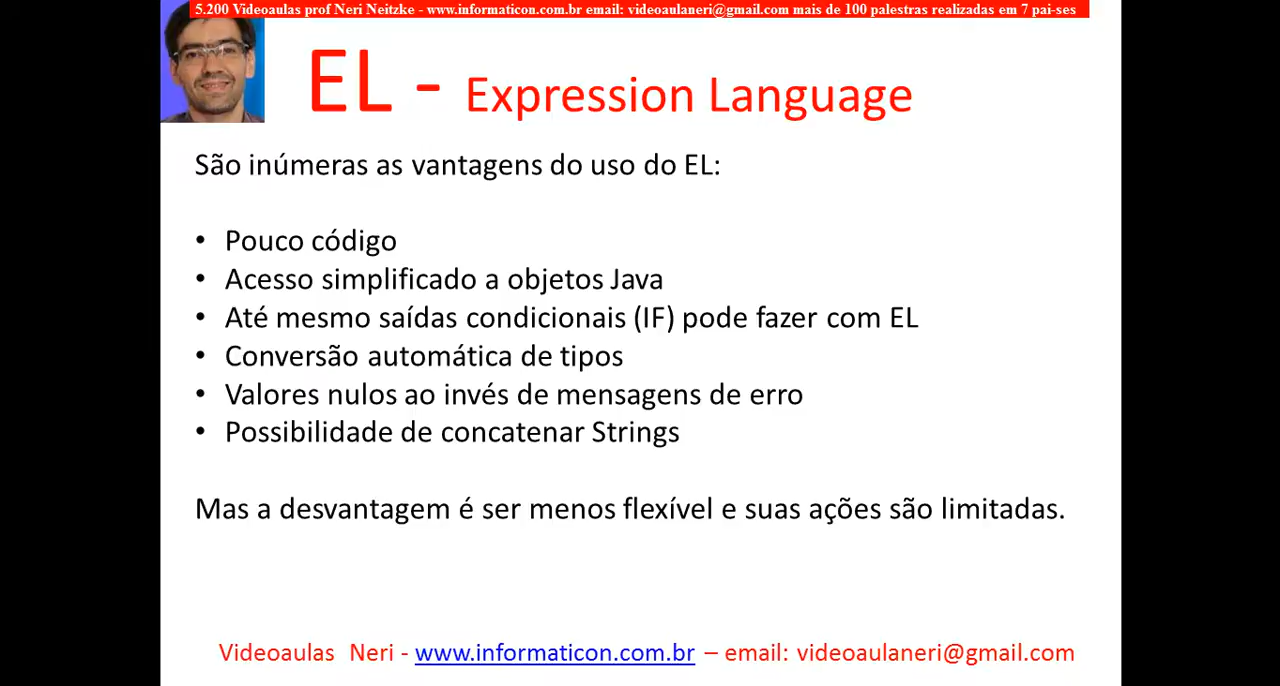 5.200 Videoaulas prof Neri Neitzke - www.informaticon.com.br email: videoaulaneri@gmail.com mais de 100 palestras realizadas em 7 pai-ses
EL - Expression Language
São inúmeras as vantagens do uso do EL:
• Pouco código
• Acesso simplificado a objetos Java
• Até mesmo saídas condicionais (IF) pode fazer com EL
• Conversão automática de tipos
• Valores nulos ao invés de mensagens de erro
• Possibilidade de concatenar Strings
Mas a desvantagem é ser menos flexível e suas ações são limitadas.
Videoaulas Neri - www.informaticon.com.br – email: videoaulaneri@gmail.com